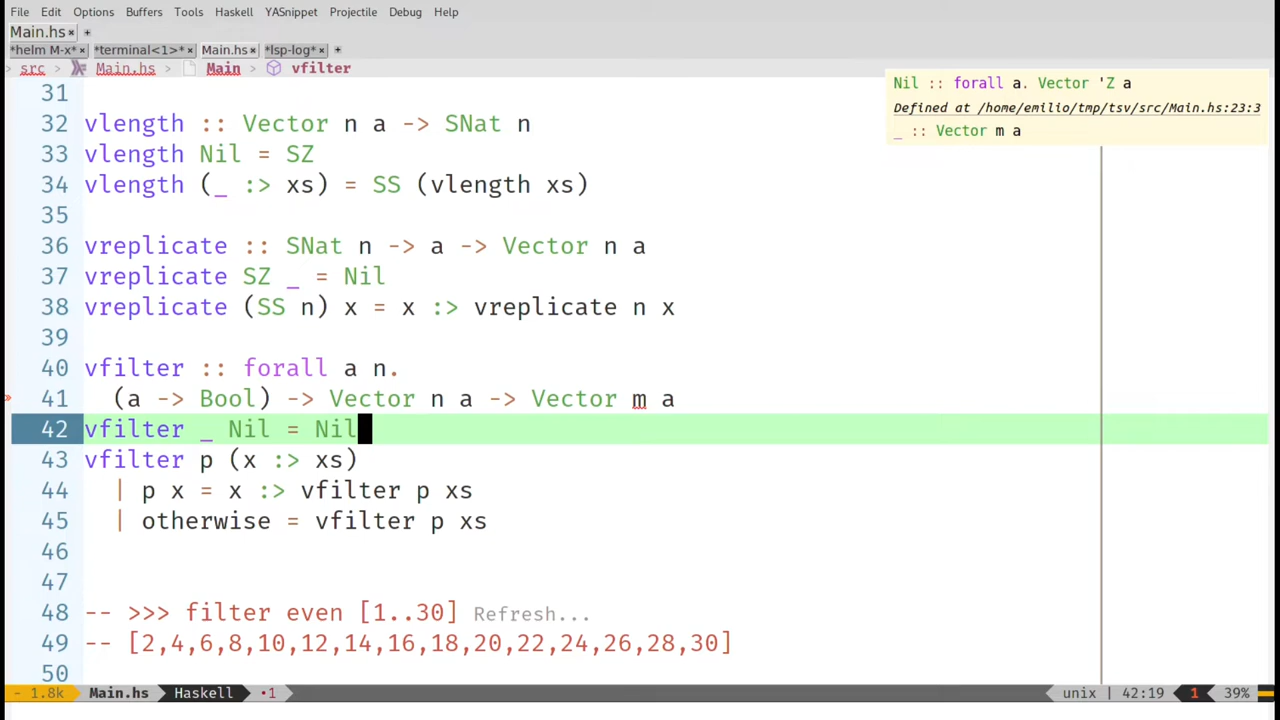 File Edit Options Buffers Tools Haskell YASnippet Projectile Debug Help
Main.hs × +
*helm M-x* × *terminal<1>* × Main.hs × *lsp-log* × +
> src > Main.hs > Main > vfilter
Nil :: forall a. Vector 'Z a
Defined at /home/emilio/tmp/tsv/src/Main.hs:23:3
_ :: Vector m a
31
32 vlength :: Vector n a -> SNat n
33 vlength Nil = SZ
34 vlength (_ :> xs) = SS (vlength xs)
35
36 vreplicate :: SNat n -> a -> Vector n a
37 vreplicate SZ _ = Nil
38 vreplicate (SS n) x = x :> vreplicate n x
39
40 vfilter :: forall a n.
» 41   (a -> Bool) -> Vector n a -> Vector m a
42 vfilter _ Nil = Nil
43 vfilter p (x :> xs)
44   | p x = x :> vfilter p xs
45   | otherwise = vfilter p xs
46
47
48 -- >>> filter even [1..30] Refresh...
49 -- [2,4,6,8,10,12,14,16,18,20,22,24,26,28,30]
50
- 1.8k Main.hs Haskell •1 unix | 42:19 1 39%